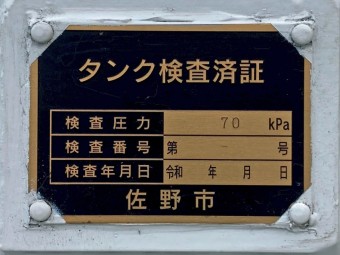 タンク検査済証
検査圧力 70 kPa
検査番号 第 - 号
検査年月日 令和 年 月 日
佐野市